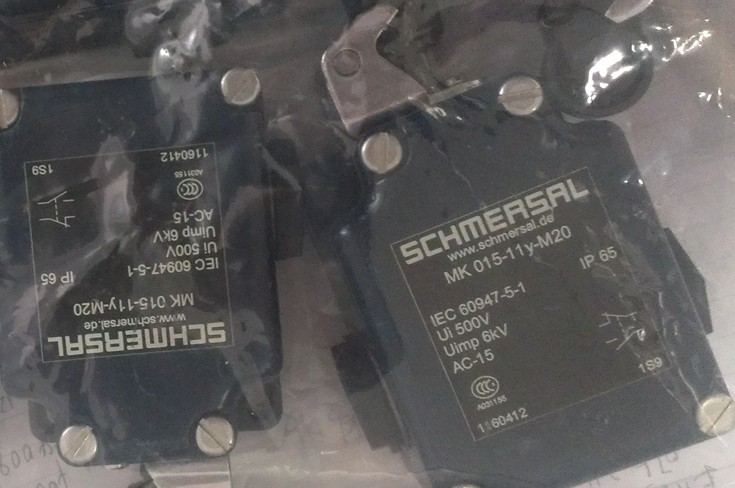 SCHMERSAL
www.schmersal.de
MK 015-11y-M20
IEC 60947-5-1
IP 65
Ui 500V
Uimp 6kV
AC-15
CCC
A031155
1160412
1S9
SCHMERSAL
www.schmersal.de
MK 015-11y-M20
IP 65
IEC 60947-5-1
Ui 500V
Uimp 6kV
AC-15
CCC
A031155
1160412
1S9